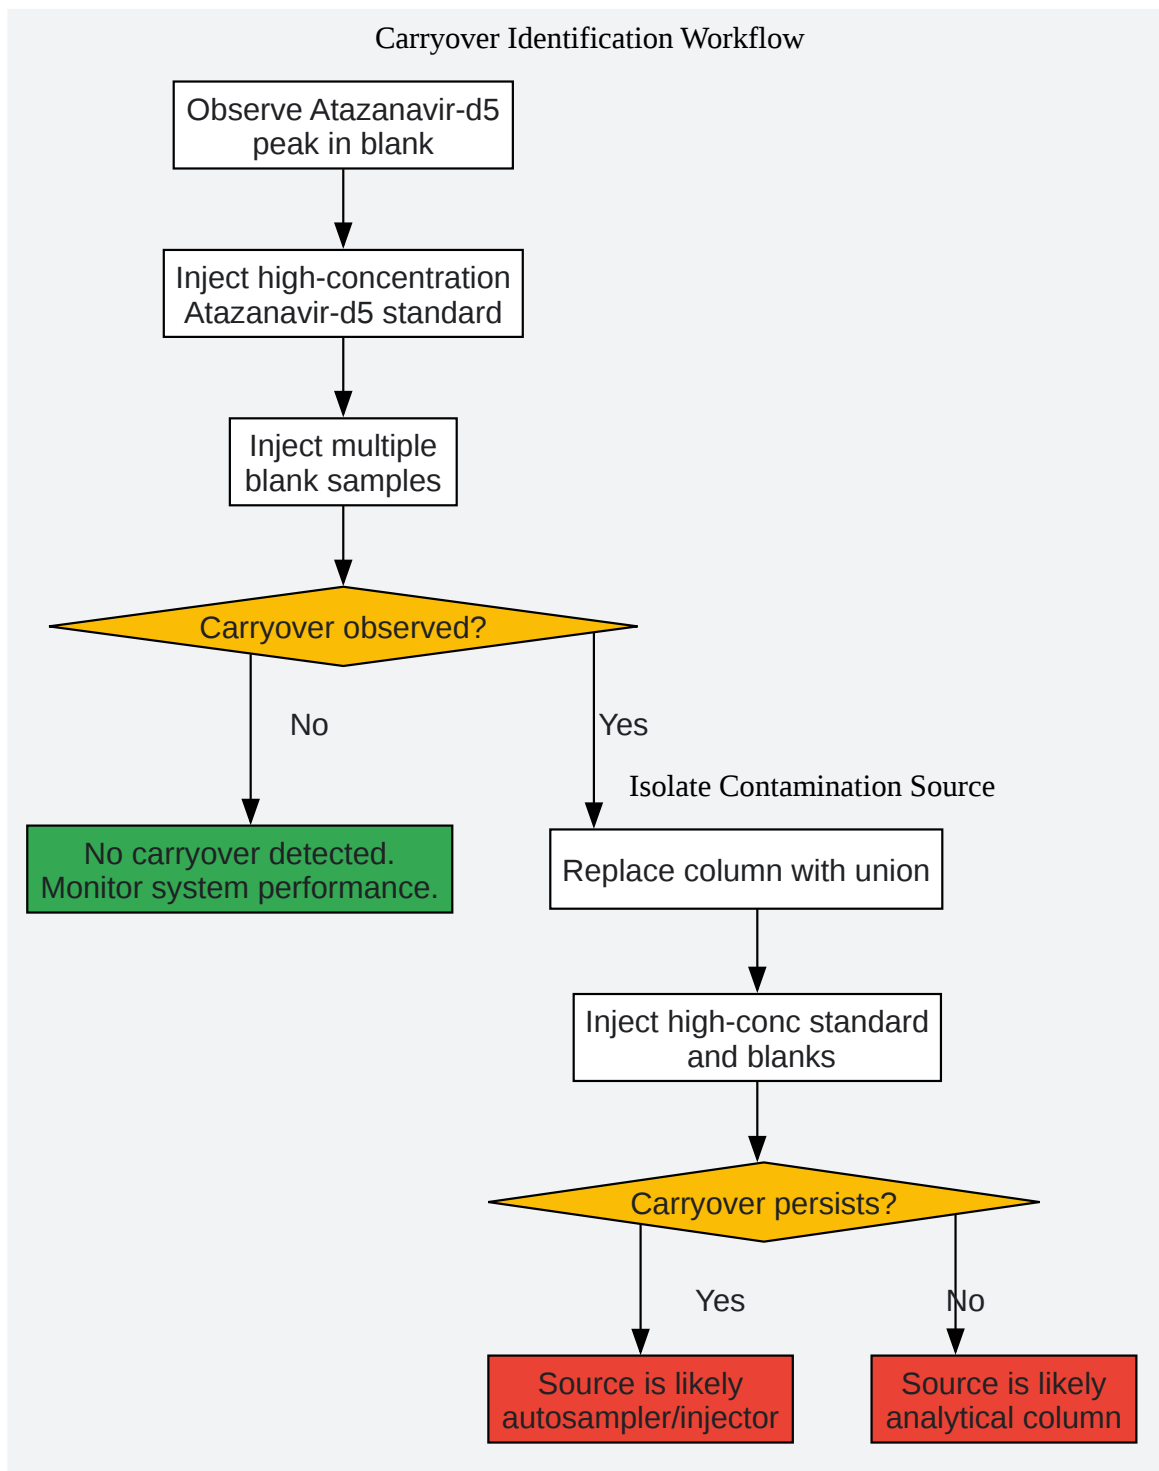 Carryover Identification Workflow
Observe Atazanavir-d5
peak in blank
Inject high-concentration
Atazanavir-d5 standard
Inject multiple
blank samples
Carryover observed?
No
Yes
Isolate Contamination Source
No carryover detected.
Monitor system performance.
Replace column with union
Inject high-conc standard
and blanks
Carryover persists?
Yes
No
Source is likely
autosampler/injector
Source is likely
analytical column